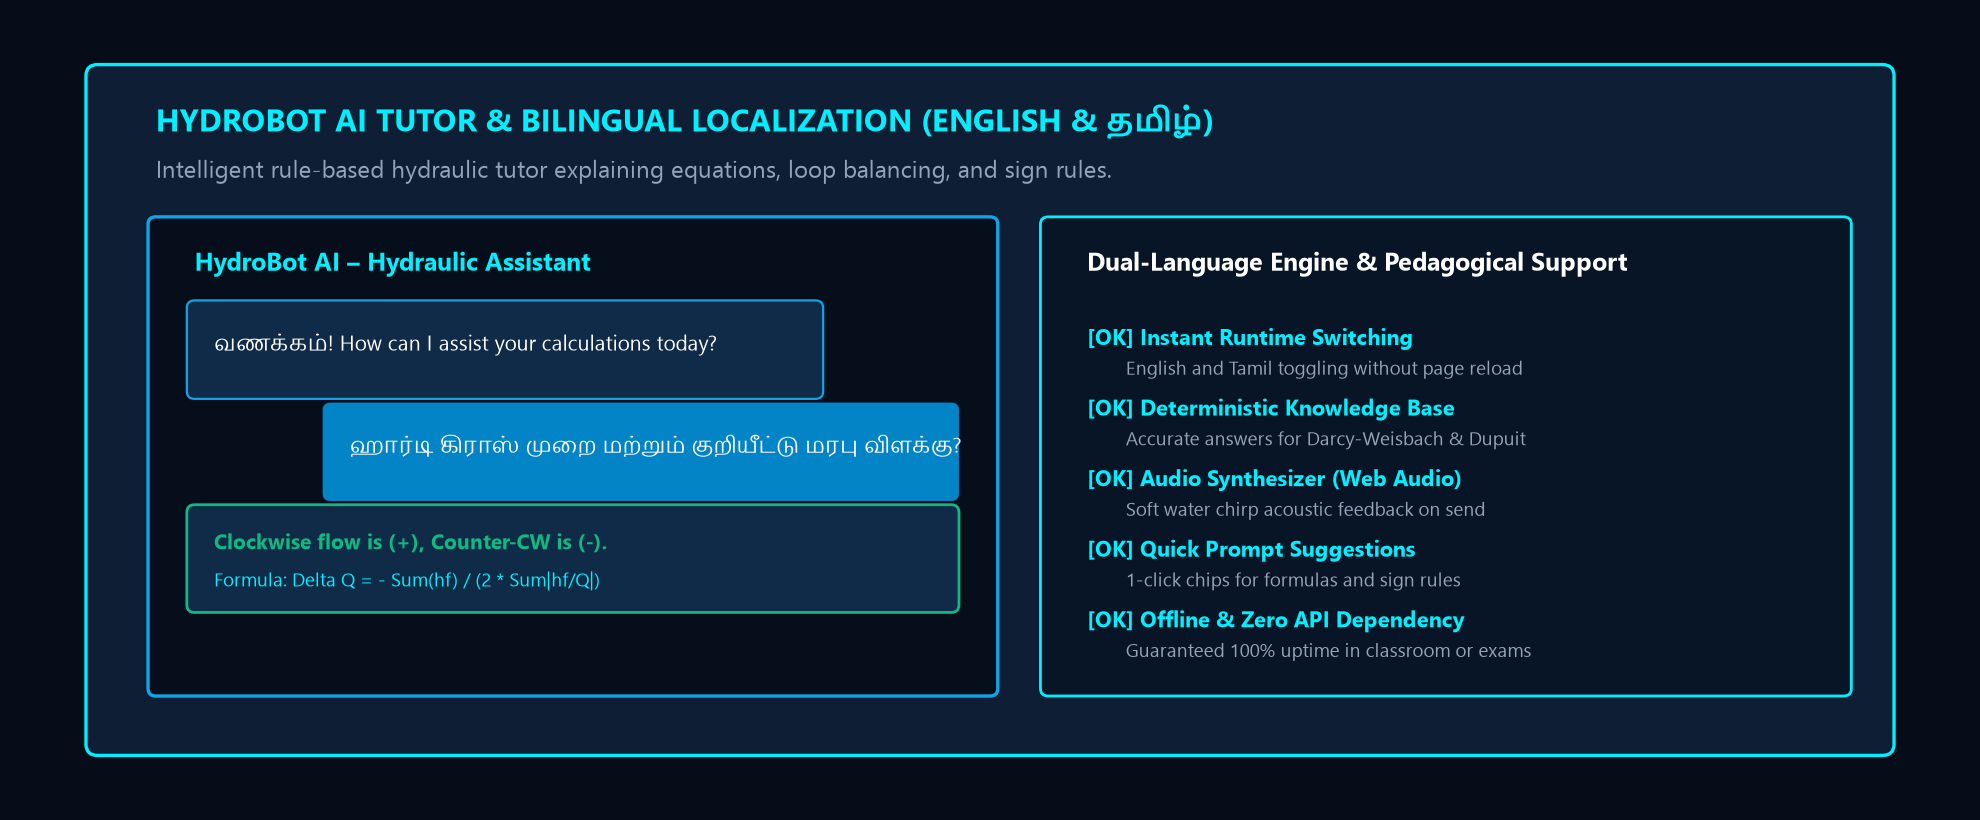 HYDROBOT AI TUTOR & BILINGUAL LOCALIZATION (ENGLISH & தமிழ்)
Intelligent rule-based hydraulic tutor explaining equations, loop balancing, and sign rules.
HydroBot AI – Hydraulic Assistant
வணக்கம்! How can I assist your calculations today?
ஹார்டி கிராஸ் முறை மற்றும் குறியீட்டு மரபு விளக்கு?
Clockwise flow is (+), Counter-CW is (-).
Formula: Delta Q = - Sum(hf) / (2 * Sum|hf/Q|)
Dual-Language Engine & Pedagogical Support
[OK] Instant Runtime Switching
English and Tamil toggling without page reload
[OK] Deterministic Knowledge Base
Accurate answers for Darcy-Weisbach & Dupuit
[OK] Audio Synthesizer (Web Audio)
Soft water chirp acoustic feedback on send
[OK] Quick Prompt Suggestions
1-click chips for formulas and sign rules
[OK] Offline & Zero API Dependency
Guaranteed 100% uptime in classroom or exams